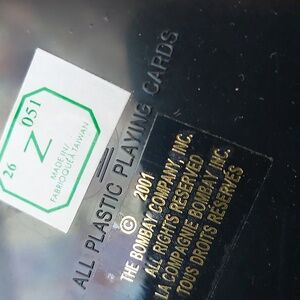 26 Z 051
MADE IN/
FABRIQUÉ A TAIWAN
ALL PLASTIC PLAYING CARDS
© 2001
THE BOMBAY COMPANY, INC.
ALL RIGHTS RESERVED
LA COMPAGNIE BOMBAY, INC.
TOUS DROITS RESERVÉS